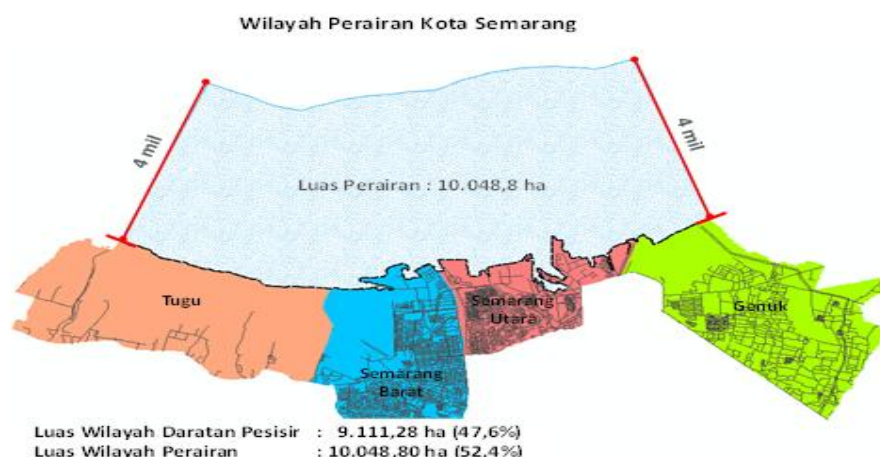 Wilayah Perairan Kota Semarang
4 mil
4 mil
Luas Perairan : 10.048,8 ha
Tugu
Semarang
Utara
Genuk
Semarang
Barat
Luas Wilayah Daratan Pesisir : 9.111,28 ha (47,6%)
Luas Wilayah Perairan : 10.048,80 ha (52,4%)